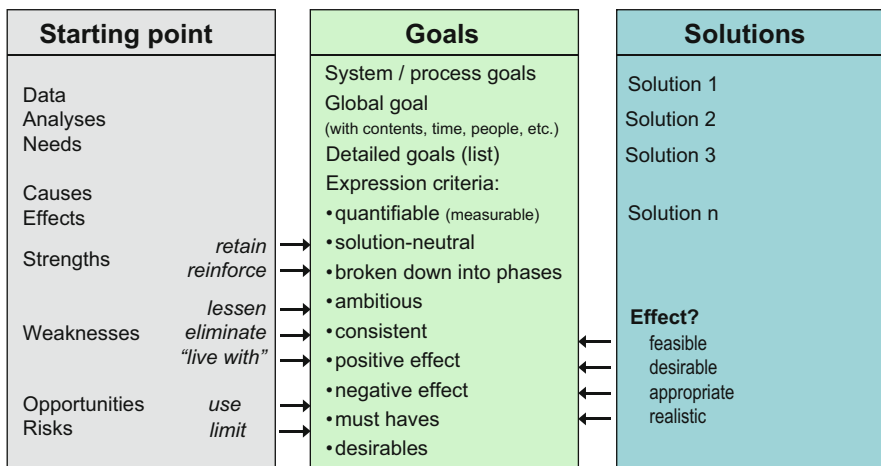 Starting point
Data
Analyses
Needs
Causes
Effects
Strengths
retain
reinforce
Weaknesses
lessen
eliminate
“live with”
Opportunities
use
Risks
limit
Goals
System / process goals
Global goal
(with contents, time, people, etc.)
Detailed goals (list)
Expression criteria:
•quantifiable (measurable)
•solution-neutral
•broken down into phases
•ambitious
•consistent
•positive effect
•negative effect
•must haves
•desirables
Solutions
Solution 1
Solution 2
Solution 3
Solution n
Effect?
feasible
desirable
appropriate
realistic